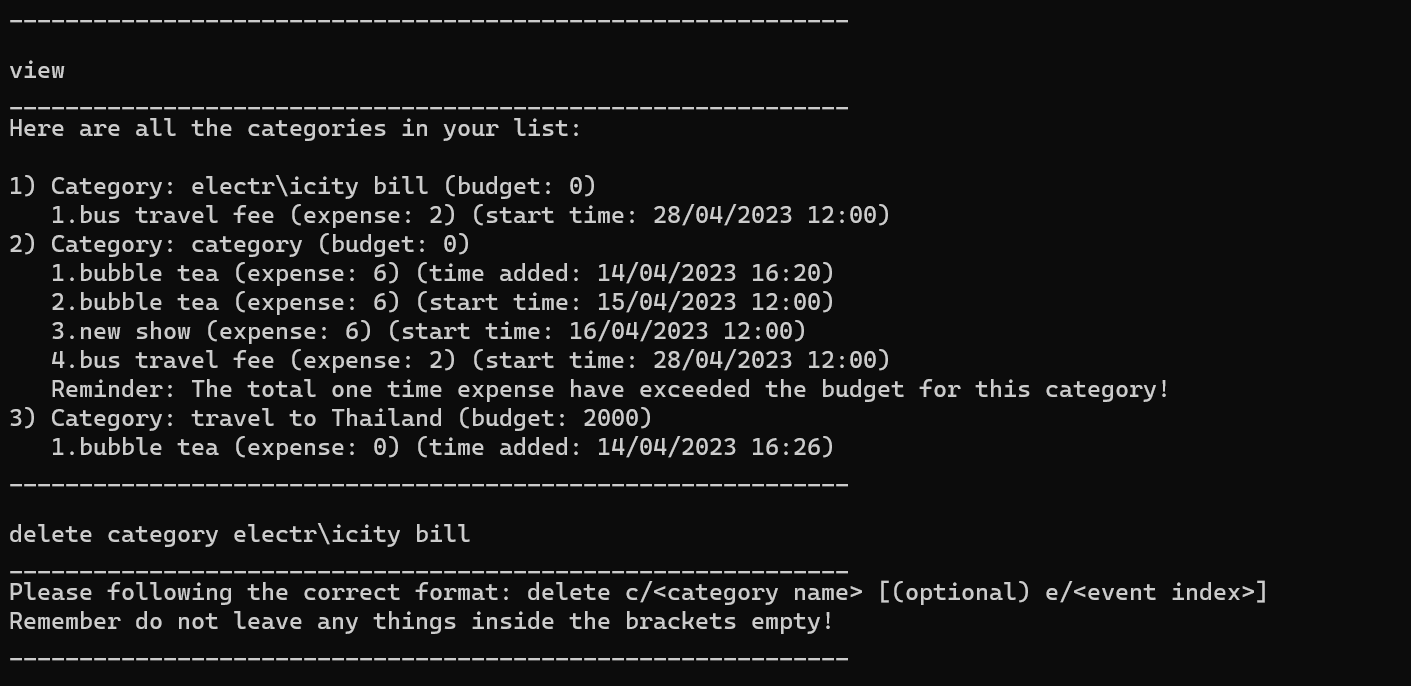 ____________________________________________________________
view
____________________________________________________________
Here are all the categories in your list:
1) Category: electr\icity bill (budget: 0)
   1.bus travel fee (expense: 2) (start time: 28/04/2023 12:00)
2) Category: category (budget: 0)
   1.bubble tea (expense: 6) (time added: 14/04/2023 16:20)
   2.bubble tea (expense: 6) (start time: 15/04/2023 12:00)
   3.new show (expense: 6) (start time: 16/04/2023 12:00)
   4.bus travel fee (expense: 2) (start time: 28/04/2023 12:00)
   Reminder: The total one time expense have exceeded the budget for this category!
3) Category: travel to Thailand (budget: 2000)
   1.bubble tea (expense: 0) (time added: 14/04/2023 16:26)
____________________________________________________________
delete category electr\icity bill
____________________________________________________________
Please following the correct format: delete c/<category name> [(optional) e/<event index>]
Remember do not leave any things inside the brackets empty!
____________________________________________________________